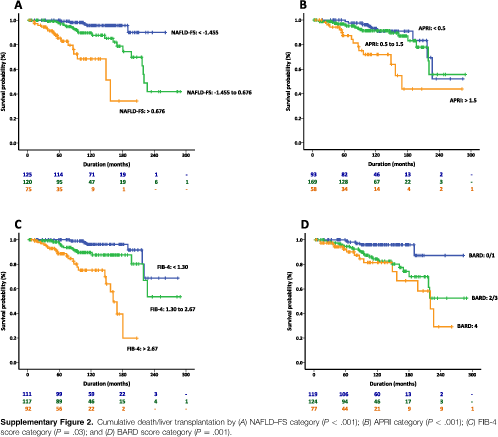 A
B
Survival probability (%)
1.0
0.8
0.6
0.4
0.2
0.0
NAFLD-FS: < -1.455
NAFLD-FS: -1.455 to 0.676
NAFLD-FS: > 0.676
0 60 120 180 240 300
Duration (months)
125 114 71 19 1 -
120 95 47 19 6 1
75 35 9 1 - -
Survival probability (%)
1.0
0.8
0.6
0.4
0.2
0.0
APRI: < 0.5
APRI: 0.5 to 1.5
APRI: > 1.5
0 60 120 180 240 300
Duration (months)
93 82 46 13 2 -
169 128 67 22 3 -
58 34 14 4 2 1
C
D
Survival probability (%)
1.0
0.8
0.6
0.4
0.2
0.0
FIB-4: < 1.30
FIB-4: 1.30 to 2.67
FIB-4: > 2.67
0 60 120 180 240 300
Duration (months)
111 99 59 22 3 -
117 89 46 15 4 1
92 56 22 2 - -
Survival probability (%)
1.0
0.8
0.6
0.4
0.2
0.0
BARD: 0/1
BARD: 2/3
BARD: 4
0 60 120 180 240 300
Duration (months)
119 106 60 13 2 -
124 94 46 17 3 -
77 44 21 9 9 1
Supplementary Figure 2. Cumulative death/liver transplantation by (A) NAFLD–FS category (P < .001); (B) APRI category (P < .001); (C) FIB-4
score category (P = .03); and (D) BARD score category (P = .001).